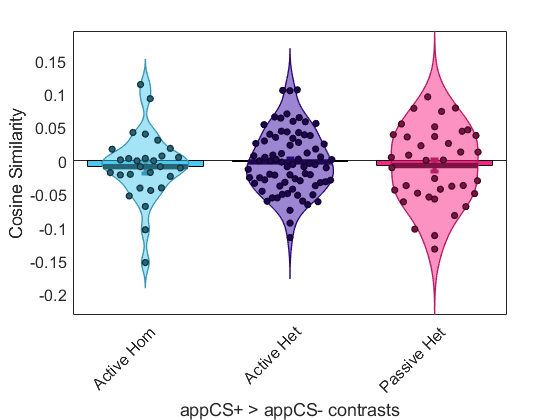 0.15
0.1
0.05
0
-0.05
-0.1
-0.15
-0.2
Cosine Similarity
Active Hom
Active Het
Passive Het
appCS+ > appCS- contrasts